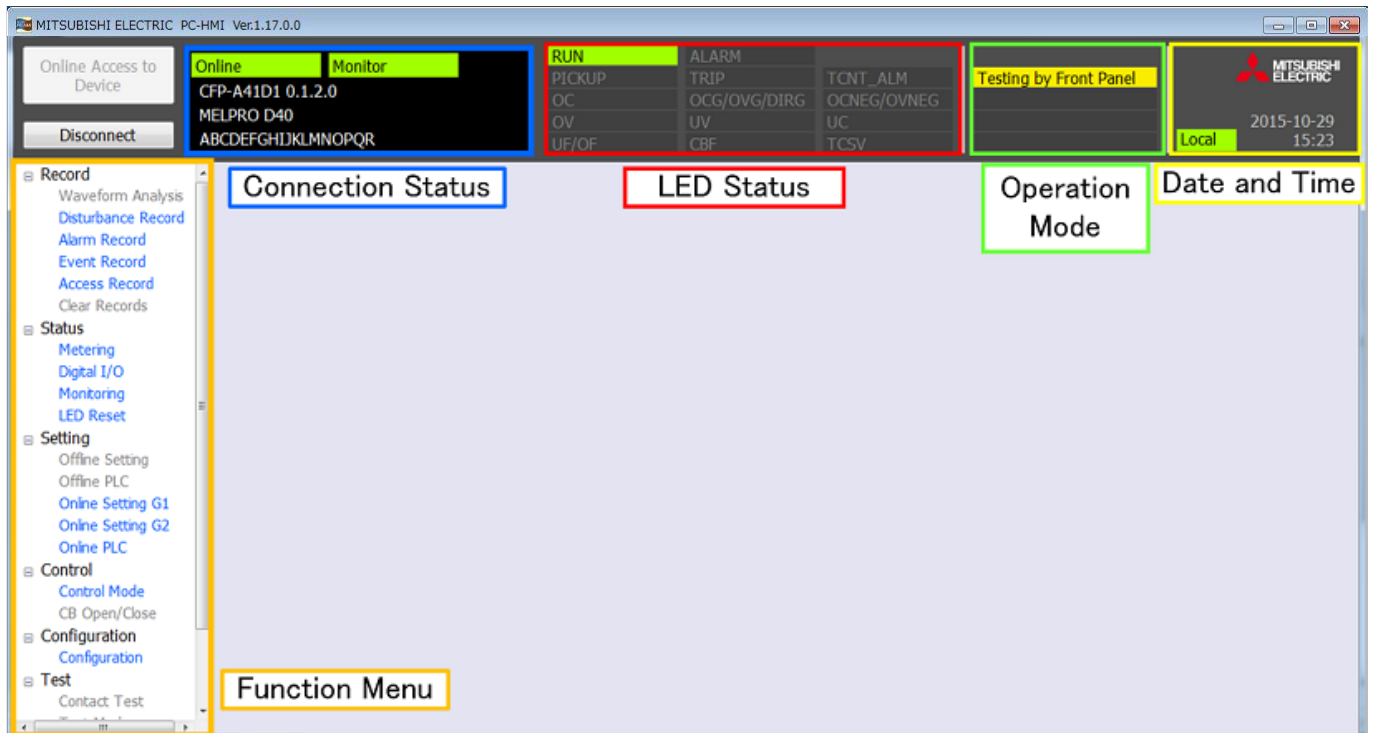 MITSUBISHI ELECTRIC PC-HMI Ver.1.17.0.0
Online Access to
Device
Disconnect
Online Monitor
CFP-A41D1 0.1.2.0
MELPRO D40
ABCDEFGHIJKLMNOPQR
RUN ALARM
PICKUP TRIP TCNT_ALM
OC OCG/OVG/DIRG OCNEG/OVNEG
OV UV UC
UF/OF CBF TCSV
Testing by Front Panel
MITSUBISHI
ELECTRIC
2015-10-29
Local 15:23
Connection Status
LED Status
Operation
Mode
Date and Time
Record
Waveform Analysis
Disturbance Record
Alarm Record
Event Record
Access Record
Clear Records
Status
Metering
Digital I/O
Monitoring
LED Reset
Setting
Offline Setting
Offline PLC
Online Setting G1
Online Setting G2
Online PLC
Control
Control Mode
CB Open/Close
Configuration
Configuration
Test
Contact Test
Function Menu